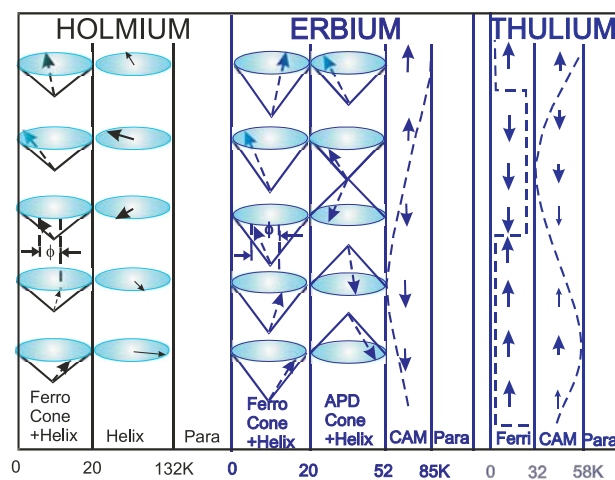 HOLMIUM
ERBIUM
THULIUM
ϕ
ϕ
Ferro
Cone
+Helix
Helix
Para
Ferro
Cone
+Helix
APD
Cone
+Helix
CAM
Para
Ferri
CAM
Para
0
20
132K
0
20
52
85K
0
32
58K